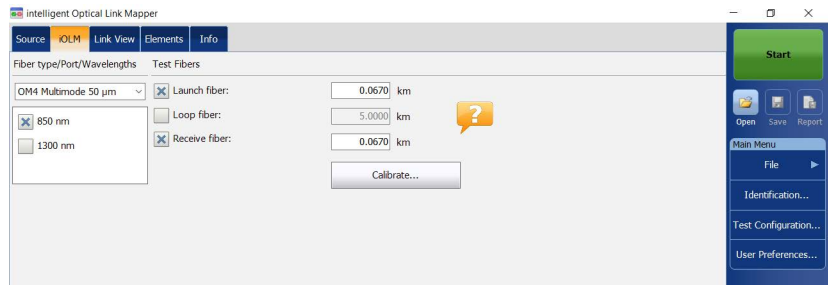 intelligent Optical Link Mapper
Source iOLM Link View Elements Info
Fiber type/Port/Wavelengths Test Fibers
OM4 Multimode 50 µm Launch fiber: 0.0670 km
850 nm Loop fiber: 5.0000 km
1300 nm Receive fiber: 0.0670 km
Calibrate...
?
Start
Open Save Report
Main Menu
File
Identification...
Test Configuration...
User Preferences...